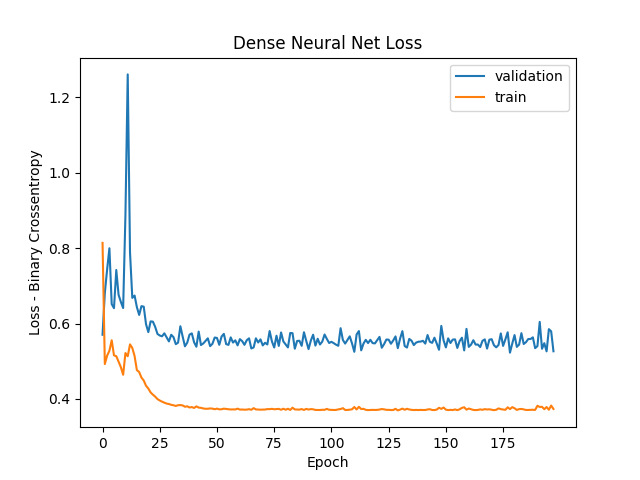 Dense Neural Net Loss
validation
train
1.2
1.0
0.8
0.6
0.4
Loss - Binary Crossentropy
0 25 50 75 100 125 150 175
Epoch